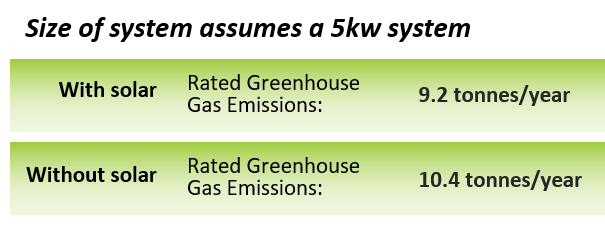 Size of system assumes a 5kw system
With solar Rated Greenhouse Gas Emissions: 9.2 tonnes/year
Without solar Rated Greenhouse Gas Emissions: 10.4 tonnes/year